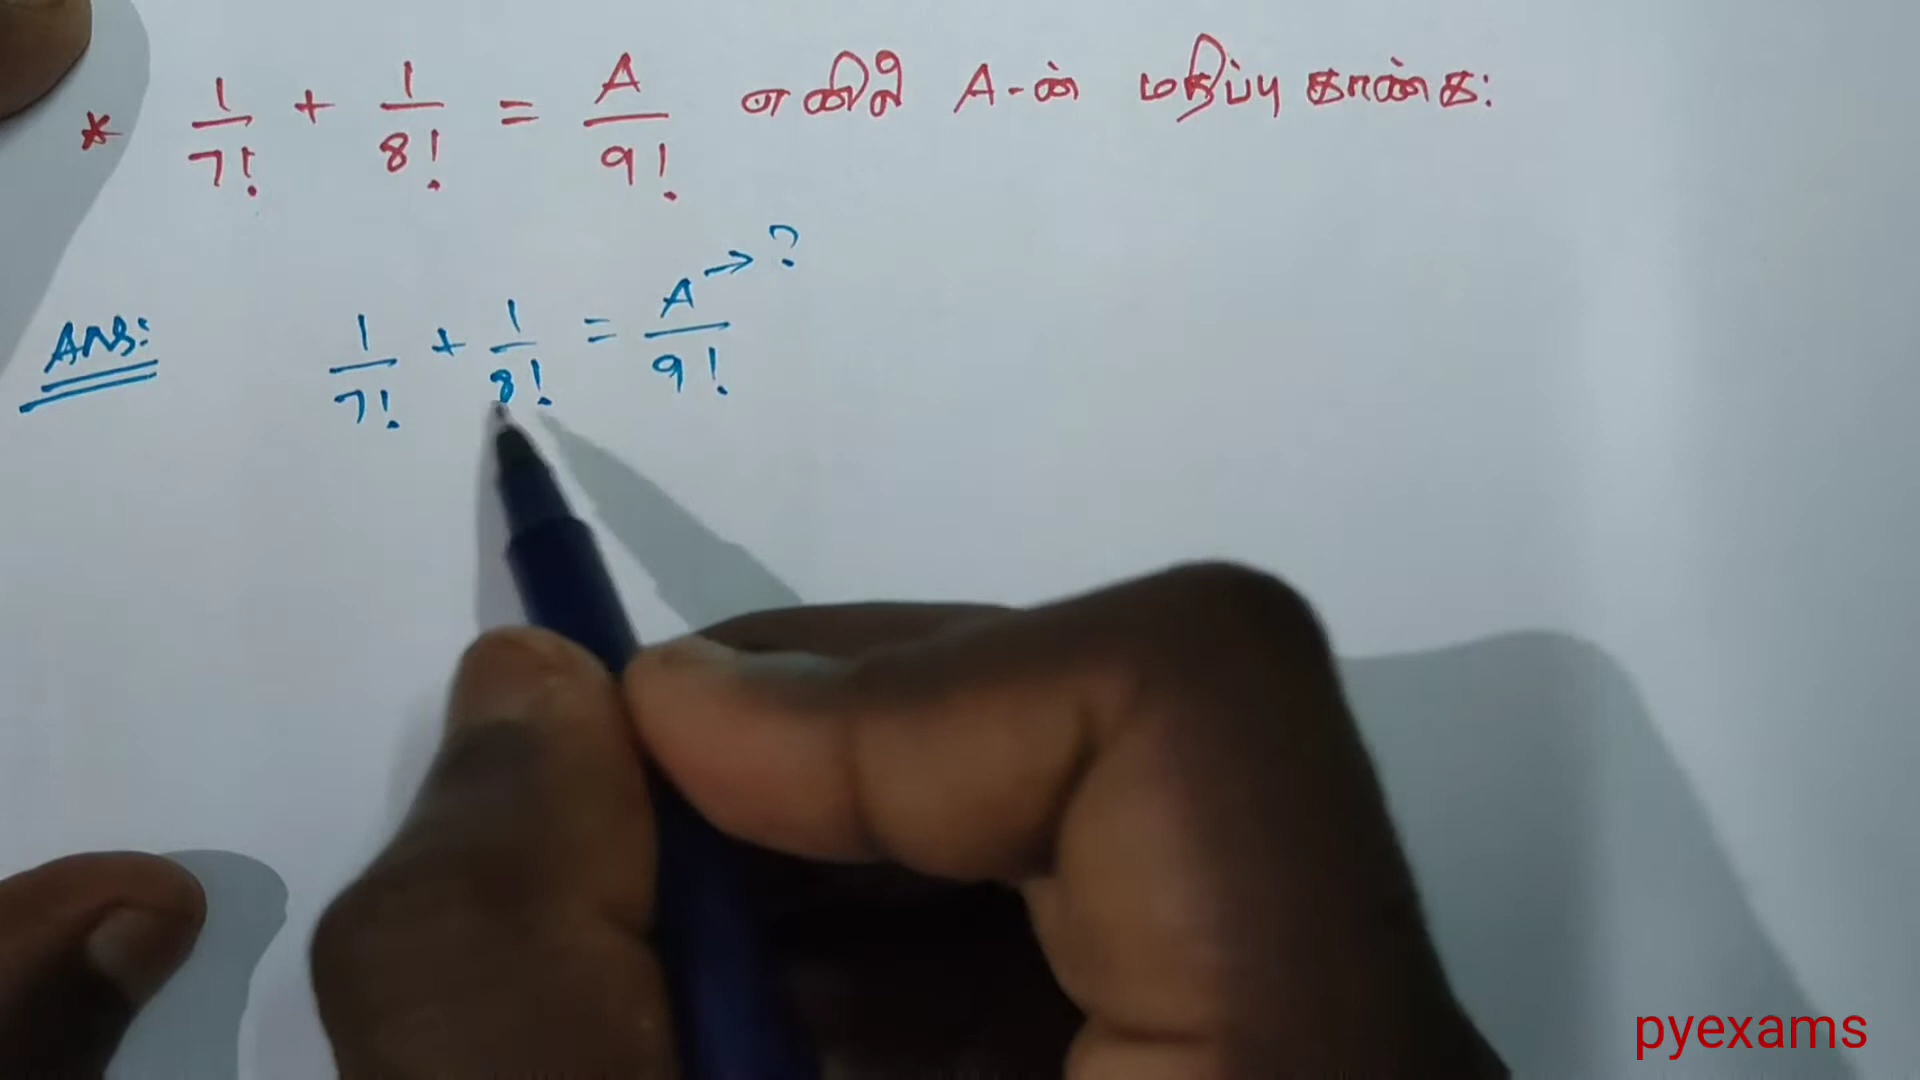 * 1/7! + 1/8! = A/9! எனில் A-ன் மதிப்பு காண்க:
Ans: 1/7! + 1/8! = A/9! → ?
pyexams